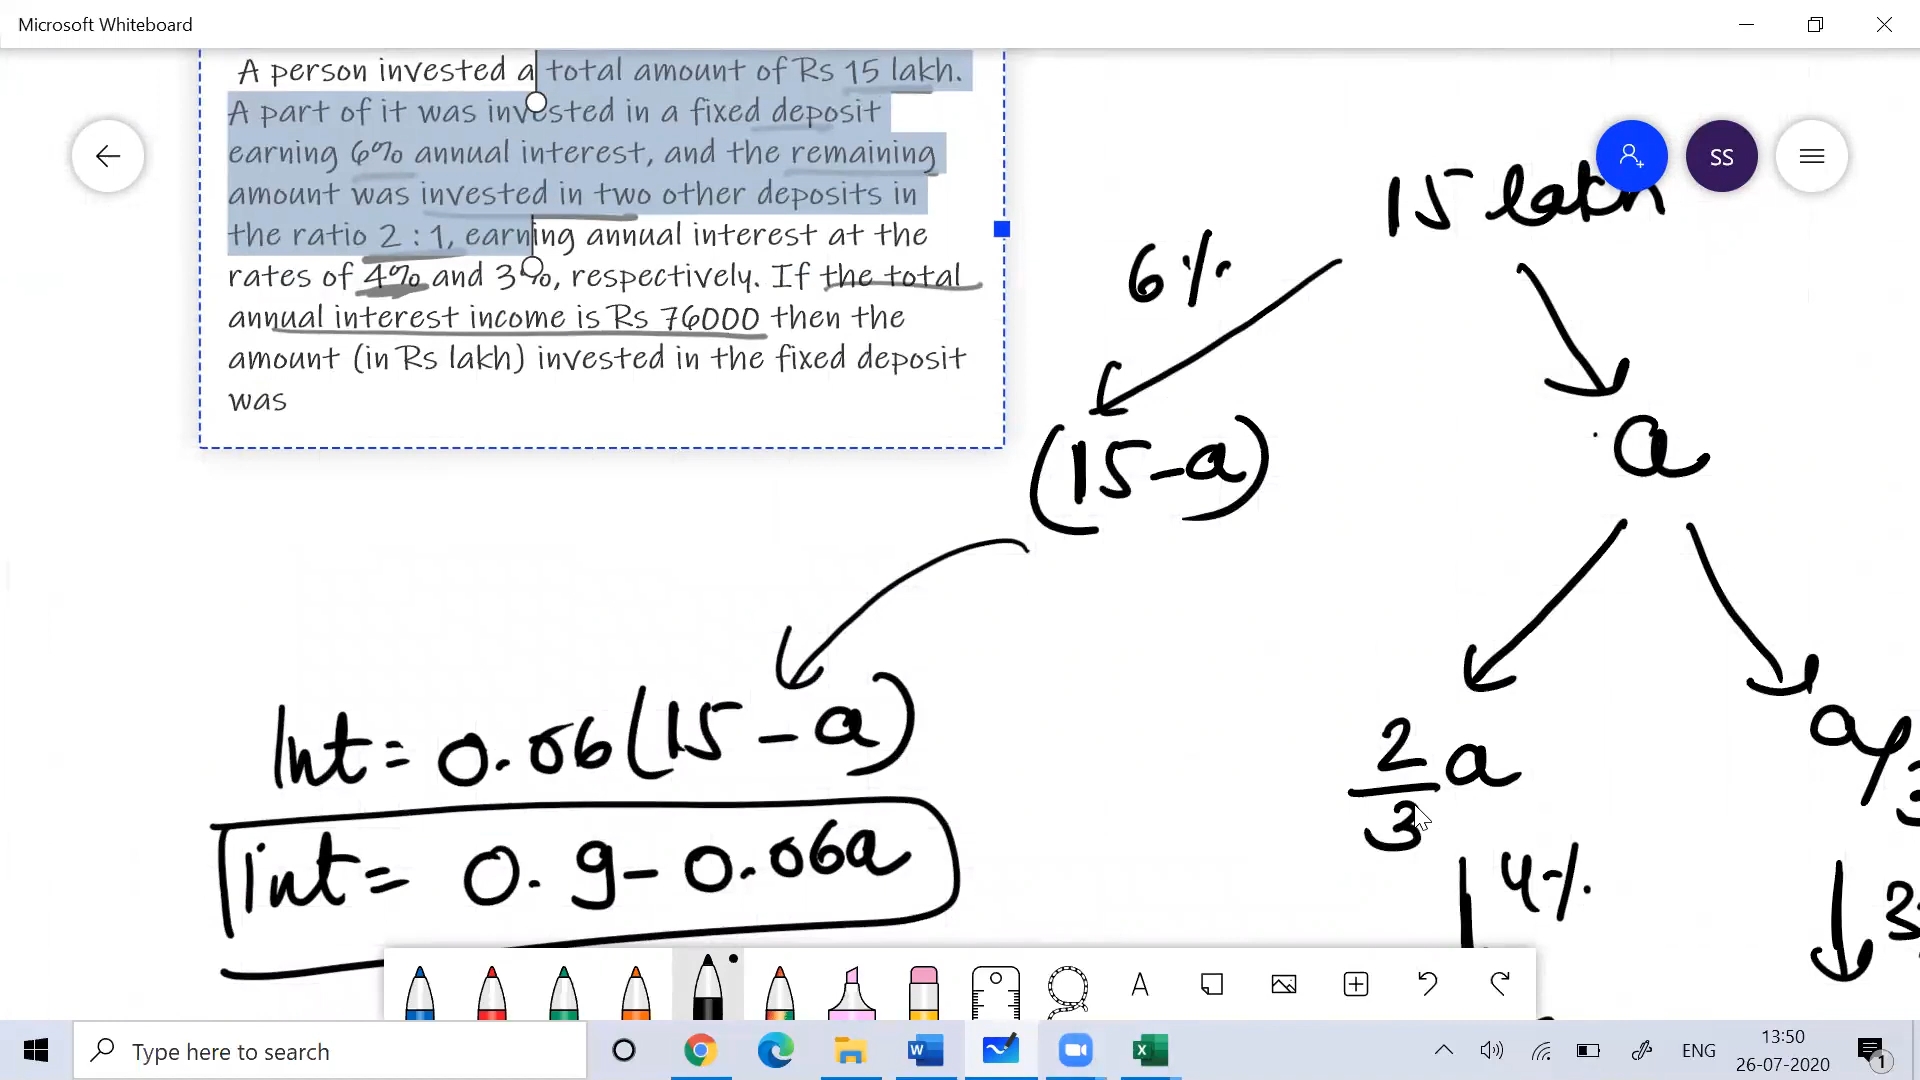 Microsoft Whiteboard
A person invested a total amount of Rs 15 lakh.
A part of it was invested in a fixed deposit
earning 6% annual interest, and the remaining
amount was invested in two other deposits in
the ratio 2 : 1, earning annual interest at the
rates of 4% and 3%, respectively. If the total
annual interest income is Rs 76000 then the
amount (in Rs lakh) invested in the fixed deposit
was
SS
15 lakh
6%
(15-a)
a
Int = 0.06(15-a)
int = 0.9-0.06a
2/3 a
a/3
4%
3%
A
Type here to search
ENG
13:50
26-07-2020
1